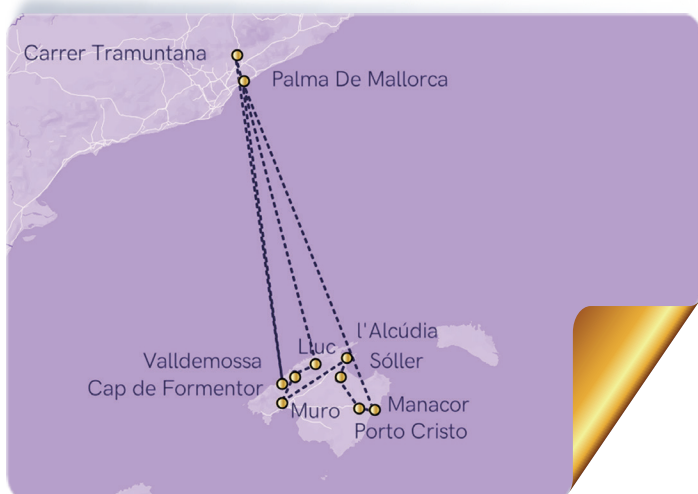 Carrer Tramuntana
Palma De Mallorca
l'Alcúdia
Lluc
Valldemossa
Sóller
Cap de Formentor
Muro
Manacor
Porto Cristo